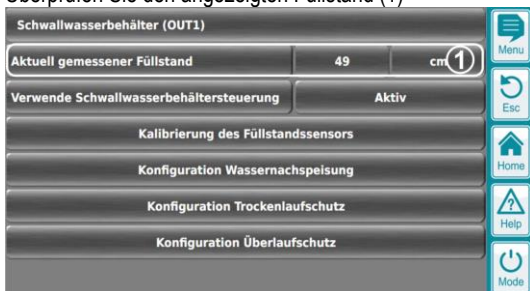 Überprüfen Sie den angezeigten Füllstand (1)
Schwallwasserbehälter (OUT1)
Aktuell gemessener Füllstand 49 cm 1
Verwende Schwallwasserbehältersteuerung Aktiv
Kalibrierung des Füllstandssensors
Konfiguration Wassernachspeisung
Konfiguration Trockenlaufschutz
Konfiguration Überlaufschutz
Menu
Esc
Home
Help
Mode